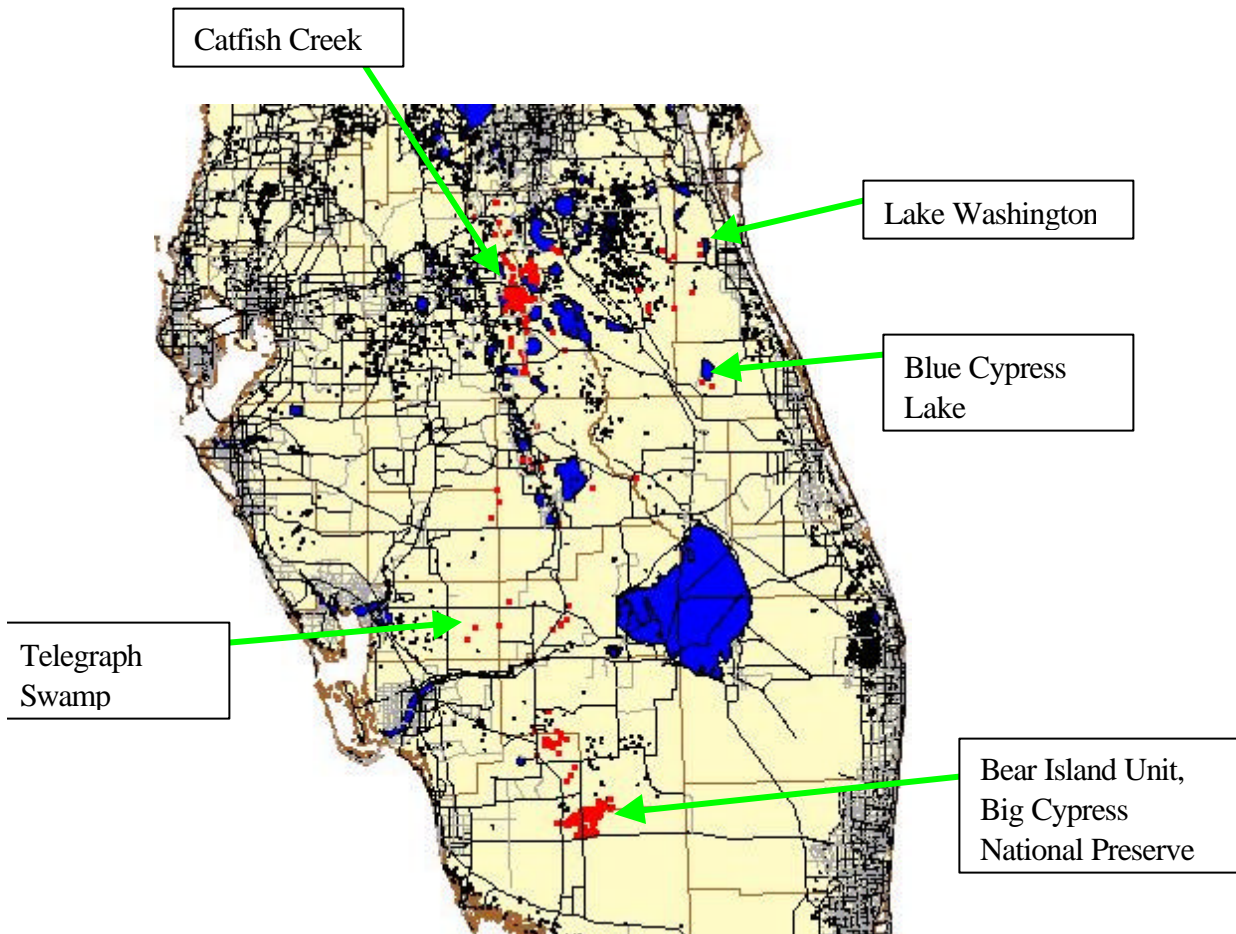 Catfish Creek
Lake Washington
Blue Cypress
Lake
Telegraph
Swamp
Bear Island Unit,
Big Cypress
National Preserve